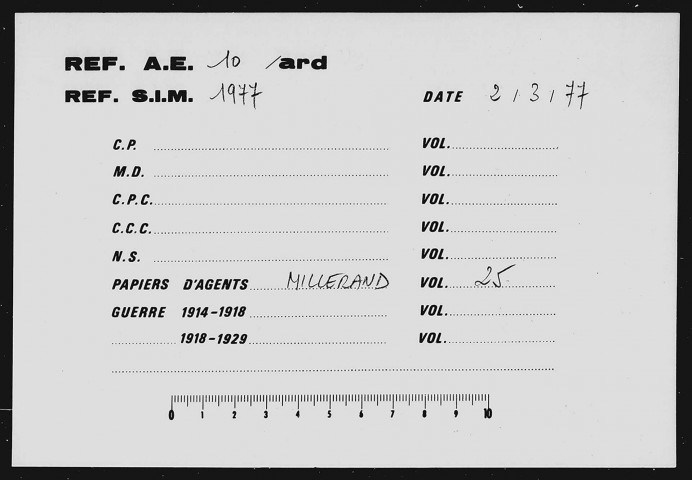 REF. A.E. 10 /ard
REF. S.I.M. 1977 DATE 2/3/77
C.P. VOL.
M.D. VOL.
C.P.C. VOL.
C.C.C. VOL.
N.S. VOL.
PAPIERS D'AGENTS MILLERAND VOL. 25
GUERRE 1914-1918 VOL.
1918-1929 VOL.
0 1 2 3 4 5 6 7 8 9 10